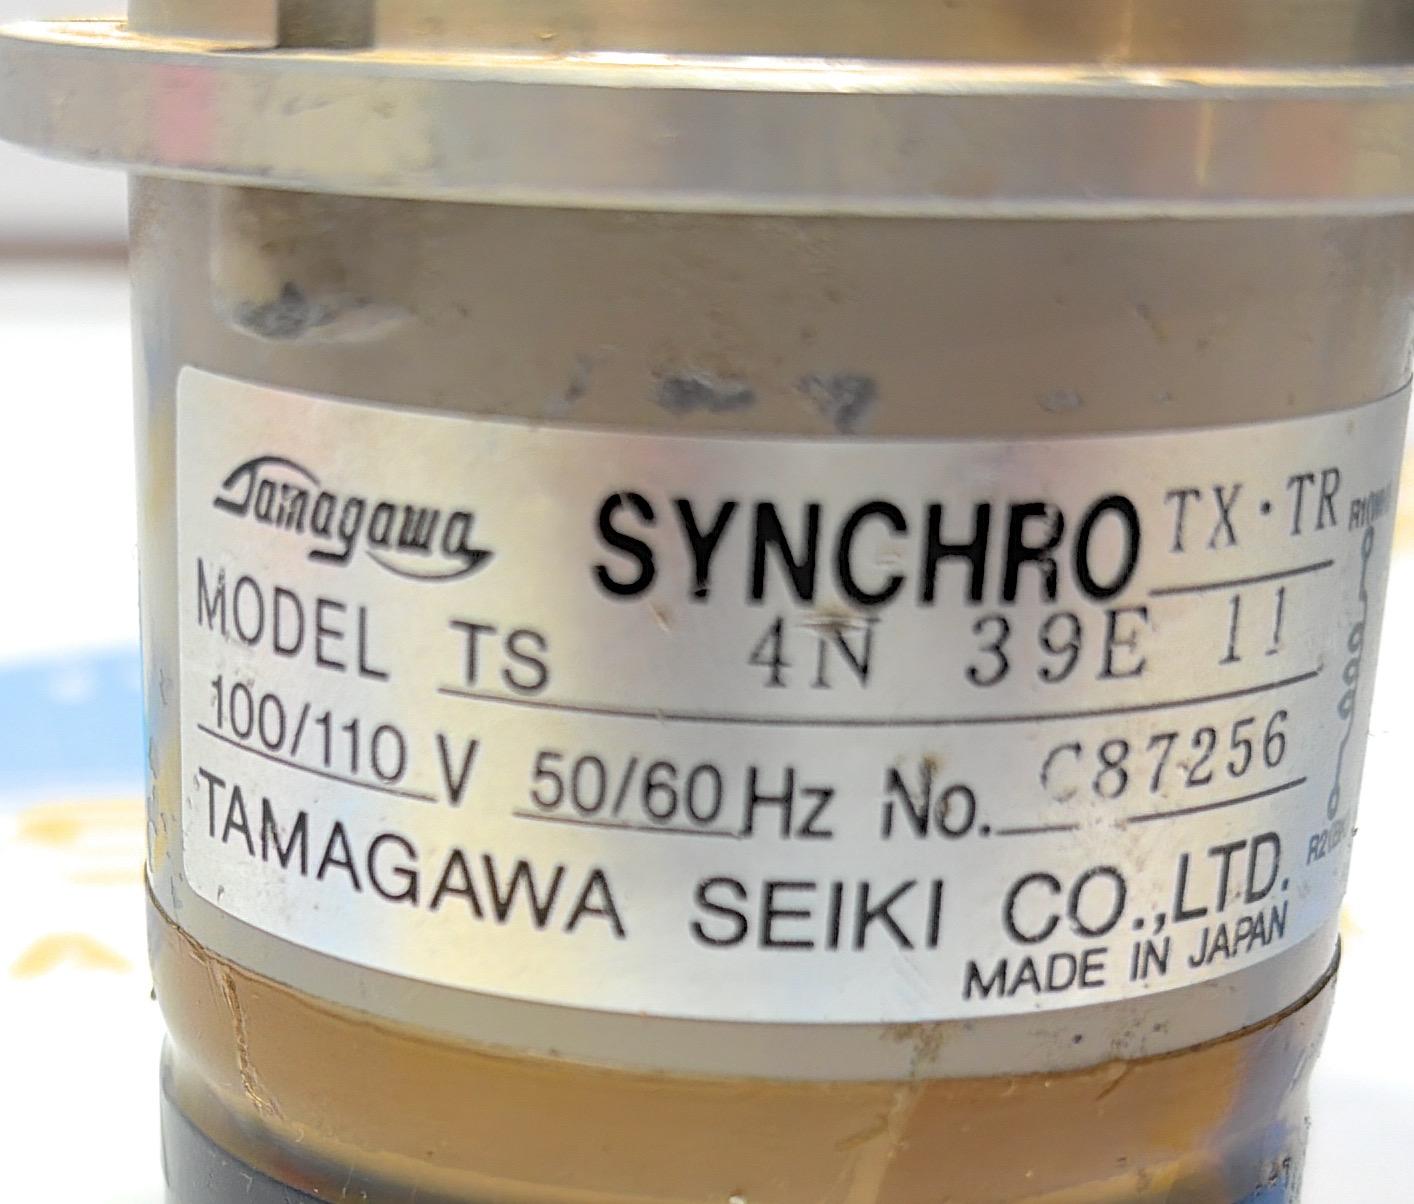 Tamagawa SYNCHRO TX·TR
MODEL TS 4N 39E 11
100/110 V 50/60 Hz No. C87256
TAMAGAWA SEIKI CO.,LTD.
MADE IN JAPAN